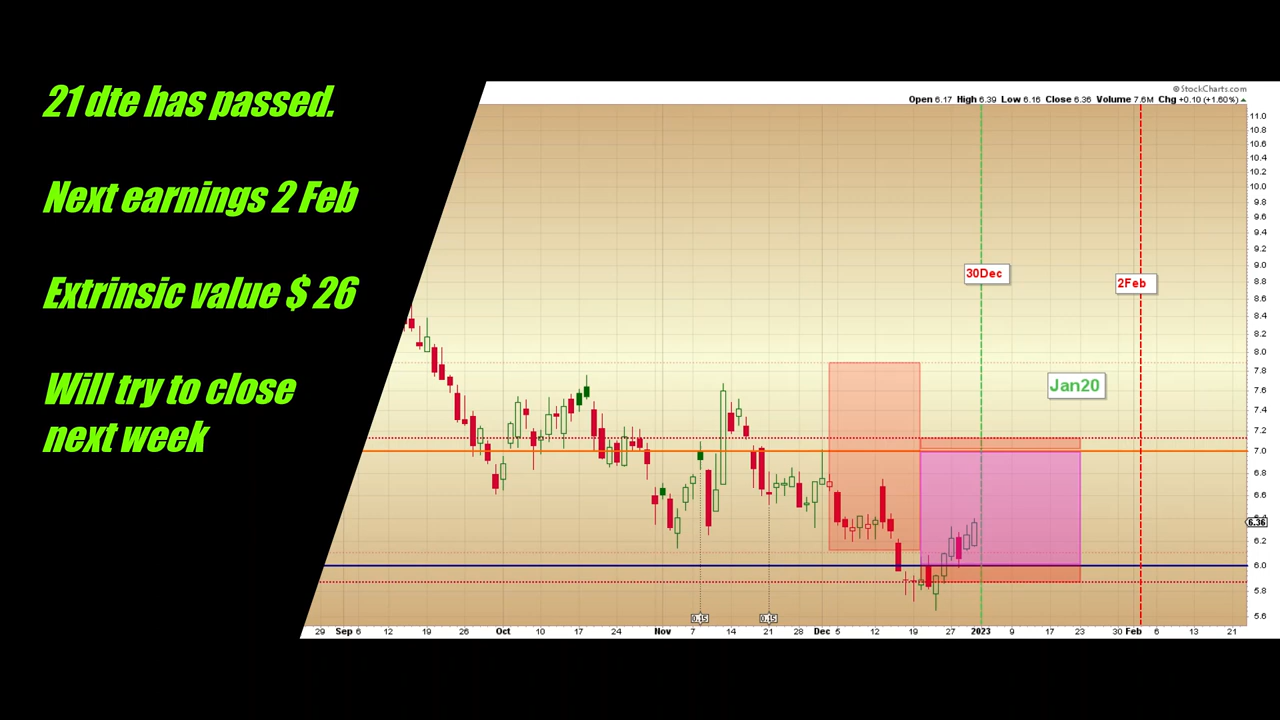 21 dte has passed.
Next earnings 2 Feb
Extrinsic value $ 26
Will try to close
next week
© StockCharts.com
Open 6.17 High 6.39 Low 6.16 Close 6.36 Volume 7.6M Chg +0.10 (+1.60%)
11.0
10.8
10.6
10.4
10.2
10.0
9.8
9.6
9.4
9.2
9.0
8.8
8.6
8.4
8.2
8.0
7.8
7.6
7.4
7.2
7.0
6.8
6.6
6.36
6.2
6.0
5.8
5.6
30Dec
2Feb
Jan20
0.15
0.15
29 Sep 6 12 19 26 Oct 10 17 24 Nov 7 14 21 28 Dec 5 12 19 27 2023 9 17 23 30 Feb 6 13 21